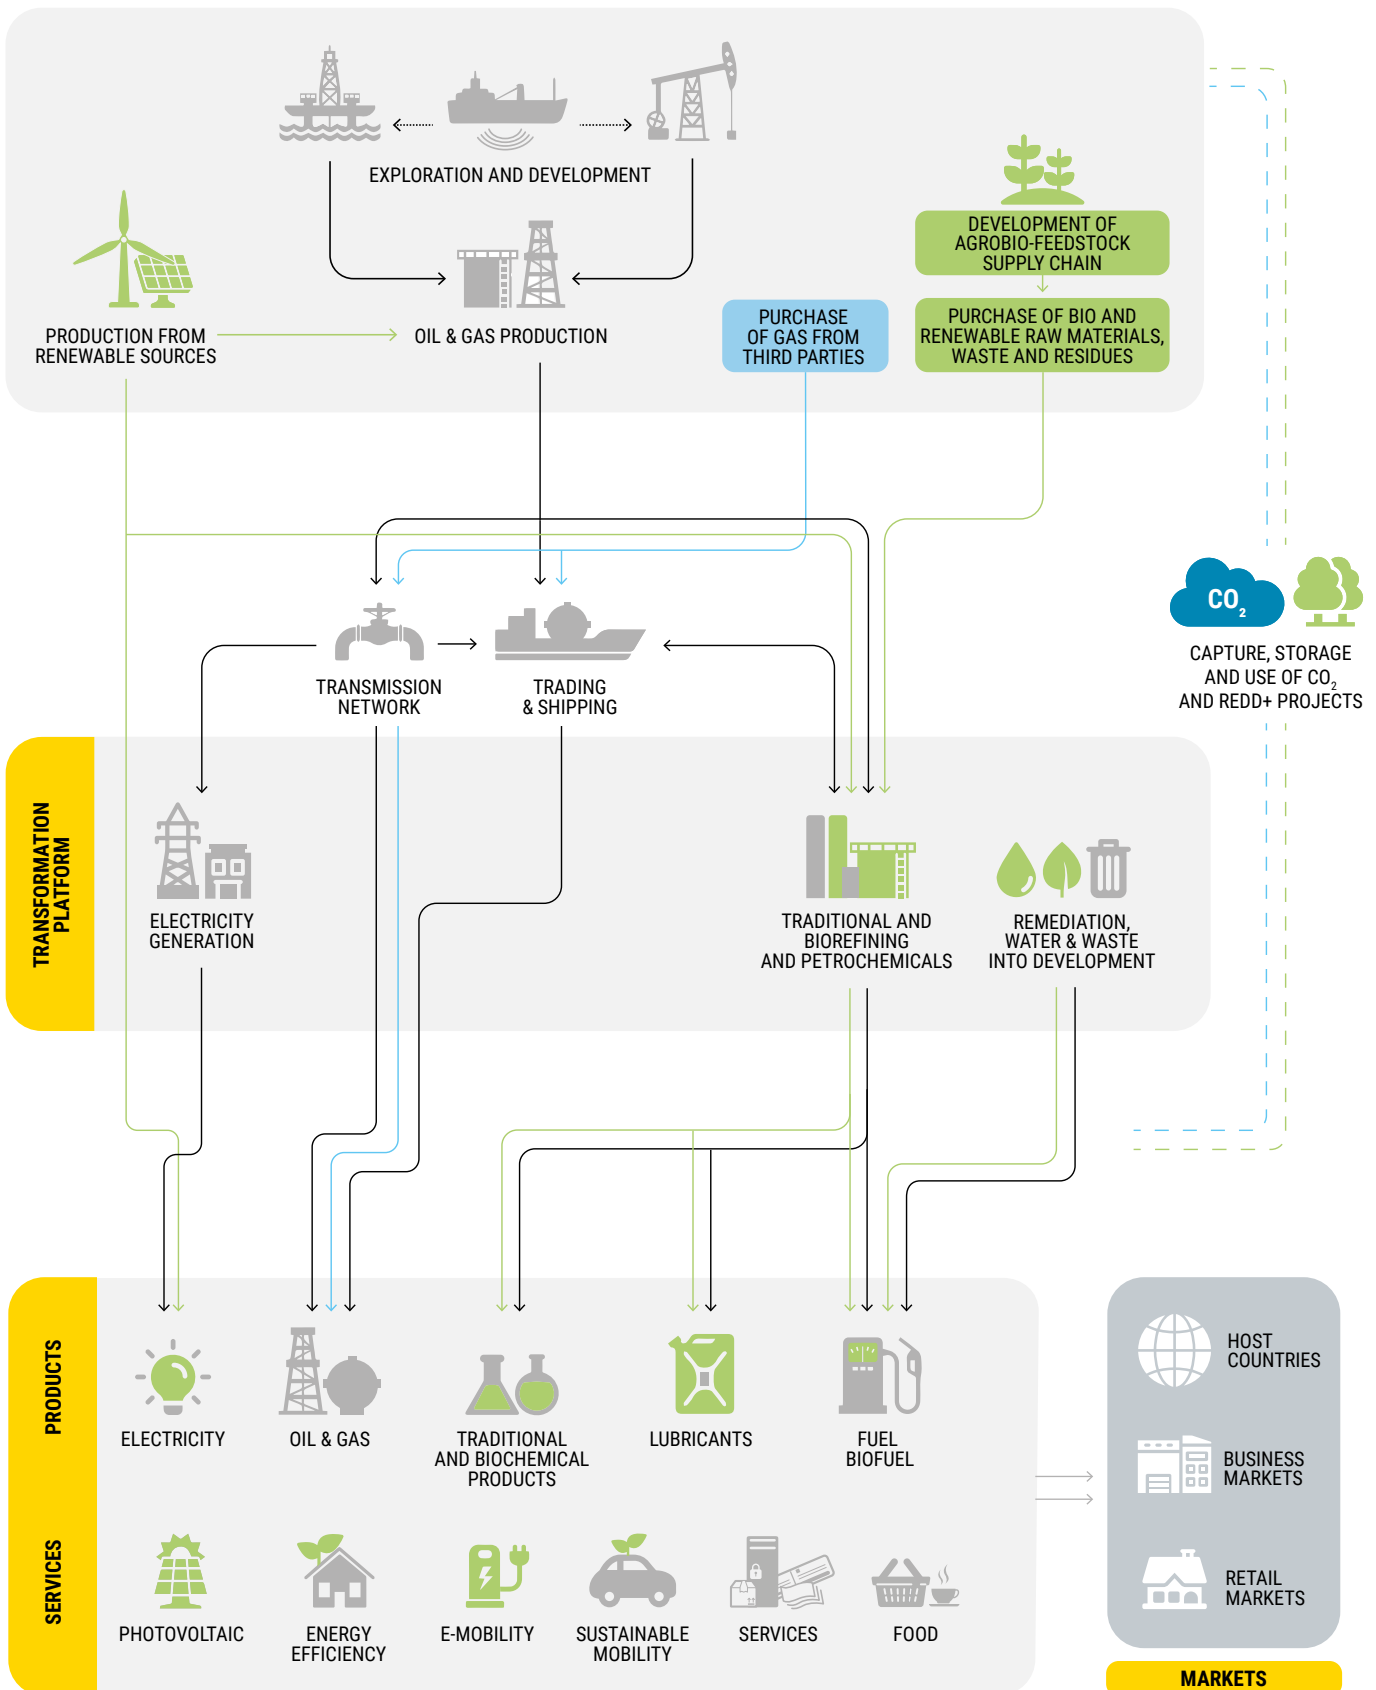 EXPLORATION AND DEVELOPMENT
DEVELOPMENT OF
AGROBIO-FEEDSTOCK
SUPPLY CHAIN
PRODUCTION FROM
RENEWABLE SOURCES
OIL & GAS PRODUCTION
PURCHASE
OF GAS FROM
THIRD PARTIES
PURCHASE OF BIO AND
RENEWABLE RAW MATERIALS,
WASTE AND RESIDUES
CO₂
CAPTURE, STORAGE
AND USE OF CO₂
AND REDD+ PROJECTS
TRANSMISSION
NETWORK
TRADING
& SHIPPING
TRANSFORMATION
PLATFORM
ELECTRICITY
GENERATION
TRADITIONAL AND
BIOREFINING
AND PETROCHEMICALS
REMEDIATION,
WATER & WASTE
INTO DEVELOPMENT
PRODUCTS
ELECTRICITY
OIL & GAS
TRADITIONAL
AND BIOCHEMICAL
PRODUCTS
LUBRICANTS
FUEL
BIOFUEL
SERVICES
PHOTOVOLTAIC
ENERGY
EFFICIENCY
E-MOBILITY
SUSTAINABLE
MOBILITY
SERVICES
FOOD
HOST
COUNTRIES
BUSINESS
MARKETS
RETAIL
MARKETS
MARKETS